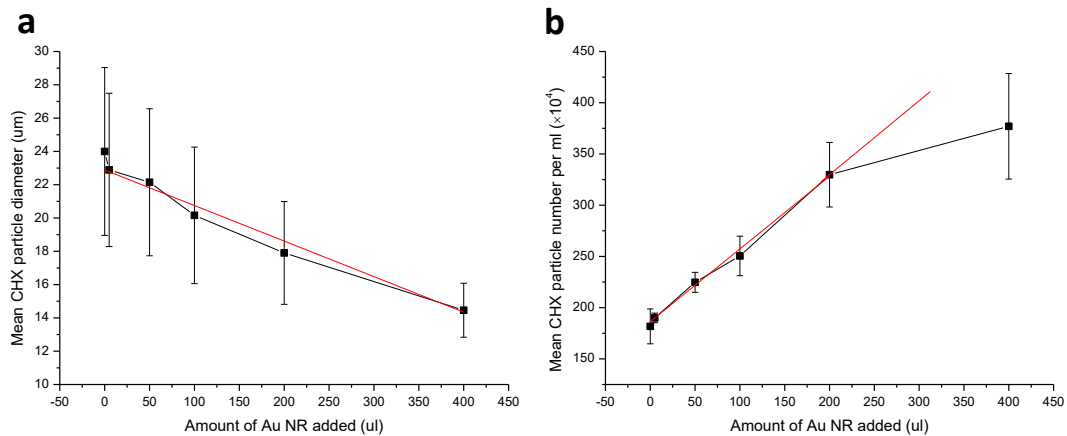 a
30
28
26
24
22
20
18
16
14
12
10
-50 0 50 100 150 200 250 300 350 400 450
Mean CHX particle diameter (um)
Amount of Au NR added (ul)
b
450
400
350
300
250
200
150
-50 0 50 100 150 200 250 300 350 400 450
Mean CHX particle number per ml (×10⁴)
Amount of Au NR added (ul)